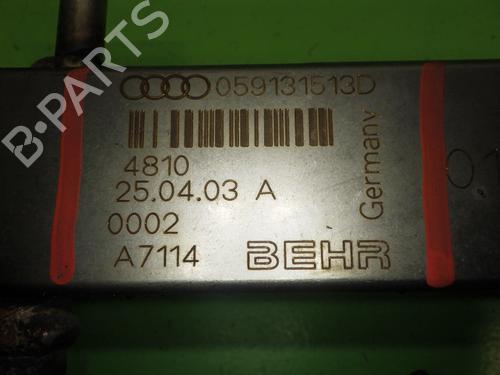 059131513D
4810
25.04.03 A
0002
A7114
BEHR
Germany
B-PARTS